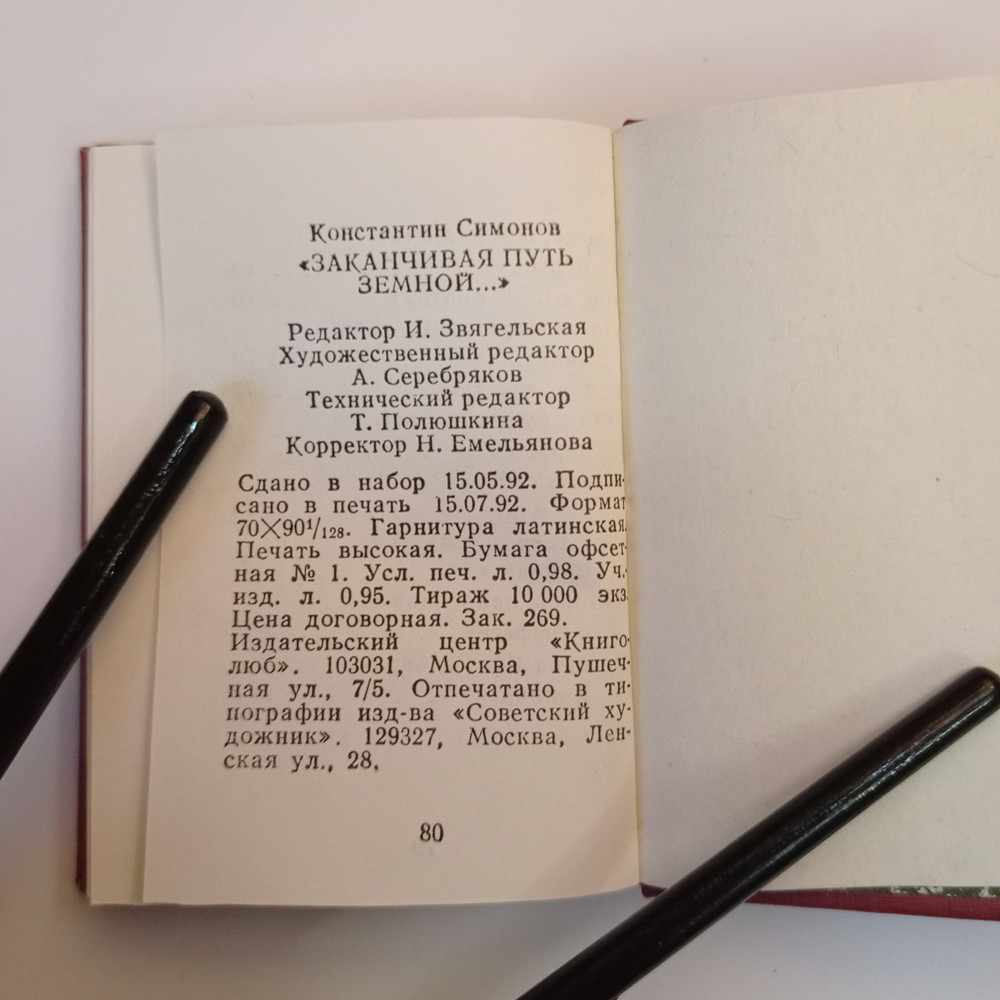 Константин Симонов
«ЗАКАНЧИВАЯ ПУТЬ
ЗЕМНОЙ...»
Редактор И. Звягельская
Художественный редактор
А. Серебряков
Технический редактор
Т. Полюшкина
Корректор Н. Емельянова
Сдано в набор 15.05.92. Подпи-
сано в печать 15.07.92. Формат
70×90¹/₁₂₈. Гарнитура латинская.
Печать высокая. Бумага офсет-
ная № 1. Усл. печ. л. 0,98. Уч.-
изд. л. 0,95. Тираж 10 000 экз.
Цена договорная. Зак. 269.
Издательский центр «Книго-
люб». 103031, Москва, Пушеч-
ная ул., 7/5. Отпечатано в ти-
пографии изд-ва «Советский ху-
дожник». 129327, Москва, Лен-
ская ул., 28.
80